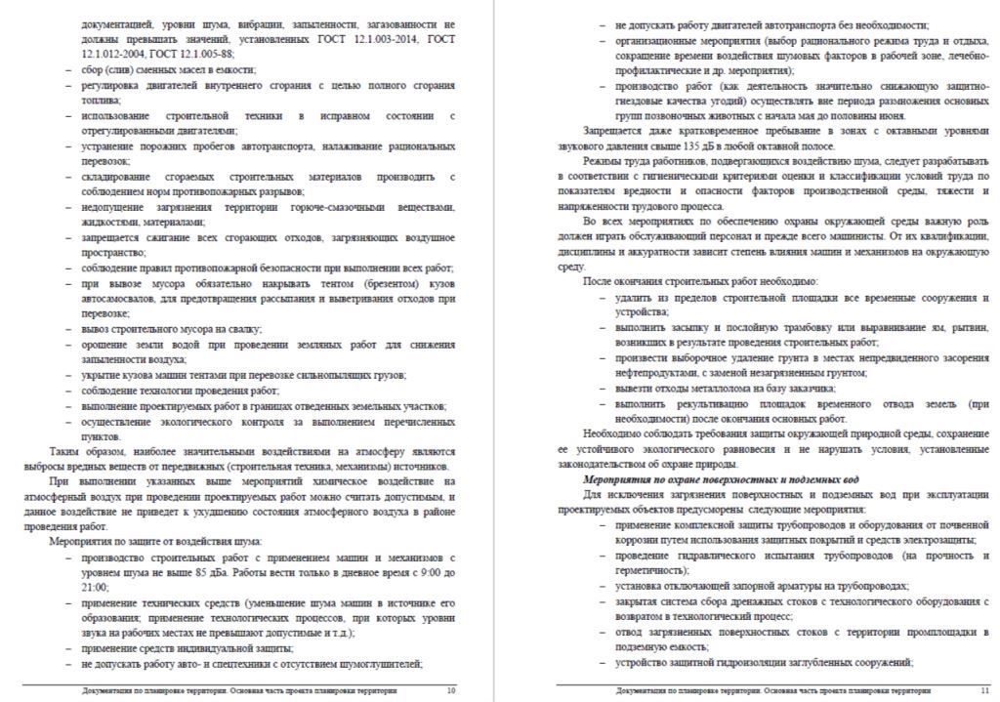 документацией, уровни шума, вибрации, запыленности, загазованности не
должны превышать значений, установленных ГОСТ 12.1.003-2014, ГОСТ
12.1.012-2004, ГОСТ 12.1.005-88;
– сбор (слив) сменных масел в емкости;
– регулировка двигателей внутреннего сгорания с целью полного сгорания
топлива;
– использование строительной техники в исправном состоянии с
отрегулированными двигателями;
– устранение порожних пробегов автотранспорта, налаживание рациональных
перевозок;
– складирование сгораемых строительных материалов производить с
соблюдением норм противопожарных разрывов;
– недопущение загрязнения территории горюче-смазочными веществами,
жидкостями, материалами;
– запрещается сжигание всех сгорающих отходов, загрязняющих воздушное
пространство;
– соблюдение правил противопожарной безопасности при выполнении всех работ;
– при вывозе мусора обязательно накрывать тентом (брезентом) кузов
автосамосвалов, для предотвращения рассыпания и выветривания отходов при
перевозке;
– вывоз строительного мусора на свалку;
– орошение земли водой при проведении земляных работ для снижения
запыленности воздуха;
– укрытие кузова машин тентами при перевозке сильнопылящих грузов;
– соблюдение технологии проведения работ;
– выполнение проектируемых работ в границах отведенных земельных участков;
– осуществление экологического контроля за выполнением перечисленных
пунктов.
Таким образом, наиболее значительными воздействиями на атмосферу являются
выбросы вредных веществ от передвижных (строительная техника, механизмы) источников.
При выполнении указанных выше мероприятий химическое воздействие на
атмосферный воздух при проведении проектируемых работ можно считать допустимым, и
данное воздействие не приведет к ухудшению состояния атмосферного воздуха в районе
проведения работ.
Мероприятия по защите от воздействия шума:
– производство строительных работ с применением машин и механизмов с
уровнем шума не выше 85 дБа. Работы вести только в дневное время с 9:00 до
21:00;
– применение технических средств (уменьшение шума машин в источнике его
образования; применение технологических процессов, при которых уровни
звука на рабочих местах не превышают допустимые и т.д.);
– применение средств индивидуальной защиты;
– не допускать работу авто- и спецтехники с отсутствием шумоглушителей;
Документация по планировке территории. Основная часть проекта планировки территории 10
– не допускать работу двигателей автотранспорта без необходимости;
– организационные мероприятия (выбор рационального режима труда и отдыха,
сокращение времени воздействия шумовых факторов в рабочей зоне, лечебно-
профилактические и др. мероприятия);
– производство работ (как деятельность значительно снижающую защитно-
гнездовые качества угодий) осуществлять вне периода размножения основных
групп позвоночных животных с начала мая до половины июня.
Запрещается даже кратковременное пребывание в зонах с октавными уровнями
звукового давления свыше 135 дБ в любой октавной полосе.
Режимы труда работников, подвергающихся воздействию шума, следует разрабатывать
в соответствии с гигиеническими критериями оценки и классификации условий труда по
показателям вредности и опасности факторов производственной среды, тяжести и
напряженности трудового процесса.
Во всех мероприятиях по обеспечению охраны окружающей среды важную роль
должен играть обслуживающий персонал и прежде всего машинисты. От их квалификации,
дисциплины и аккуратности зависит степень влияния машин и механизмов на окружающую
среду.
После окончания строительных работ необходимо:
– удалить из пределов строительной площадки все временные сооружения и
устройства;
– выполнить засыпку и послойную трамбовку или выравнивание ям, рытвин,
возникших в результате проведения строительных работ;
– произвести выборочное удаление грунта в местах непредвиденного засорения
нефтепродуктами, с заменой незагрязненным грунтом;
– вывезти отходы металлолома на базу заказчика;
– выполнить рекультивацию площадок временного отвода земель (при
необходимости) после окончания основных работ.
Необходимо соблюдать требования защиты окружающей природной среды, сохранение
ее устойчивого экологического равновесия и не нарушать условия, установленные
законодательством об охране природы.
Мероприятия по охране поверхностных и подземных вод
Для исключения загрязнения поверхностных и подземных вод при эксплуатации
проектируемых объектов предусморены следующие мероприятия:
– применение комплексной защиты трубопроводов и оборудования от почвенной
коррозии путем использования защитных покрытий и средств электрозащиты;
– проведение гидравлического испытания трубопроводов (на прочность и
герметичность);
– установка отключающей запорной арматуры на трубопроводах;
– закрытая система сбора дренажных стоков с технологического оборудования с
возвратом в технологический процесс;
– отвод загрязненных поверхностных стоков с территории промплощадки в
подземную емкость;
– устройство защитной гидроизоляции заглубленных сооружений;
Документация по планировке территории. Основная часть проекта планировки территории 11